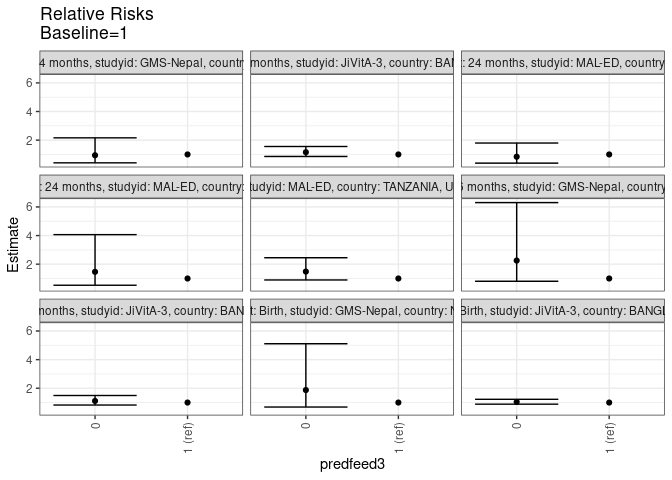 Relative Risks
Baseline=1
4 months, studyid: GMS-Nepal, country
months, studyid: JiVitA-3, country: BAN
: 24 months, studyid: MAL-ED, country
6
4
2
: 24 months, studyid: MAL-ED, country:
studyid: MAL-ED, country: TANZANIA, U
months, studyid: GMS-Nepal, country
6
4
2
Estimate
months, studyid: JiVitA-3, country: BAN
t: Birth, studyid: GMS-Nepal, country: N
Birth, studyid: JiVitA-3, country: BANGL
6
4
2
0
1 (ref)
0
1 (ref)
0
1 (ref)
predfeed3